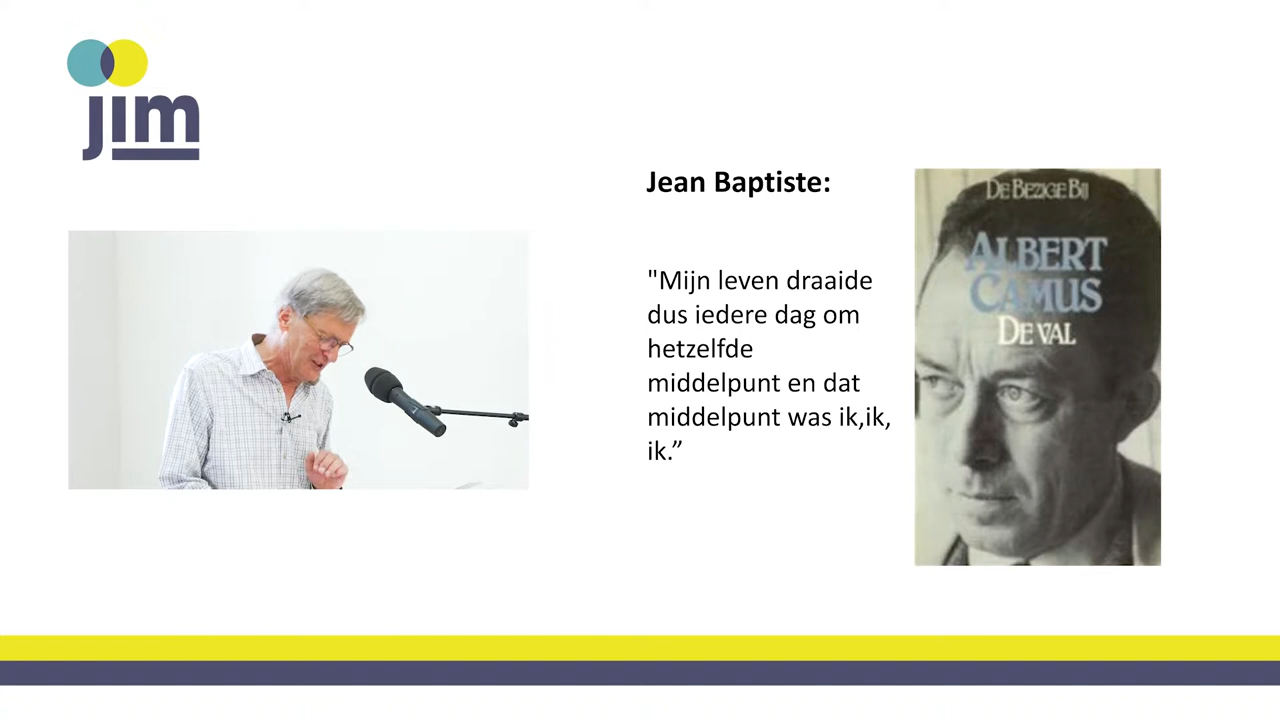 jim
Jean Baptiste:
"Mijn leven draaide
dus iedere dag om
hetzelfde
middelpunt en dat
middelpunt was ik,ik,
ik.”
De Bezige Bij
ALBERT
CAMUS
DE VAL